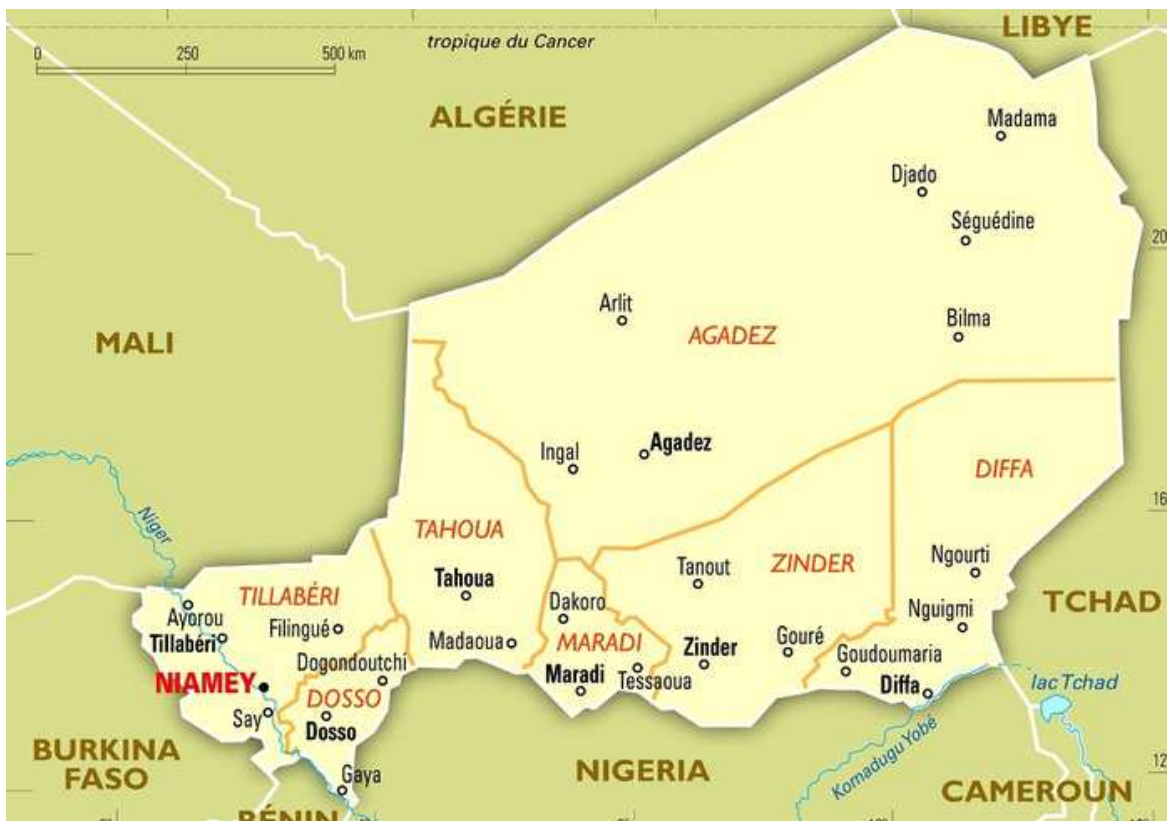 LIBYE
0
250
500 km
tropique du Cancer
ALGÉRIE
Madama
Djado
Séguédine
20
Arlit
Bilma
MALI
AGADEZ
Ingal
Agadez
DIFFA
Niger
16
TAHOUA
Tahoua
Tanout
ZINDER
Ngourti
TILLABÉRI
Ayorou
Dakoro
Nguigmi
TCHAD
Tillabéri
Filingué
Madaoua
MARADI
Zinder
Gouré
Dogondoutchi
Goudoumaria
NIAMEY
Maradi
Tessaoua
Diffa
lac Tchad
DOSSO
Say
Dosso
Komadugu Yobé
BURKINA
FASO
Gaya
NIGERIA
12
CAMEROUN
BÉNIN